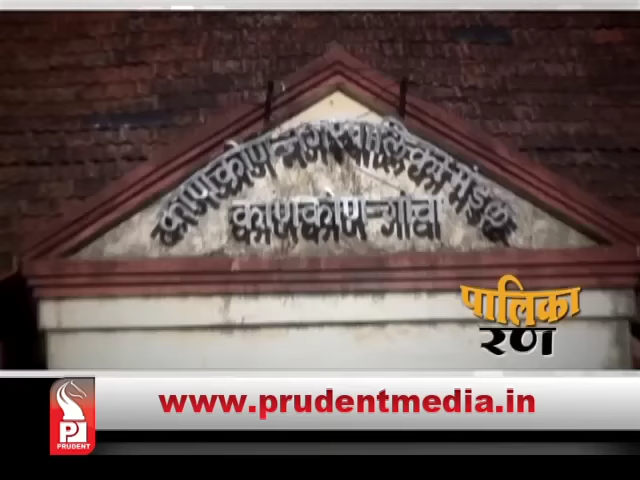 काणकोण नगरपालिका मंडळ
काणकोण गोंवा
पालिका
रण
www.prudentmedia.in
PRUDENT